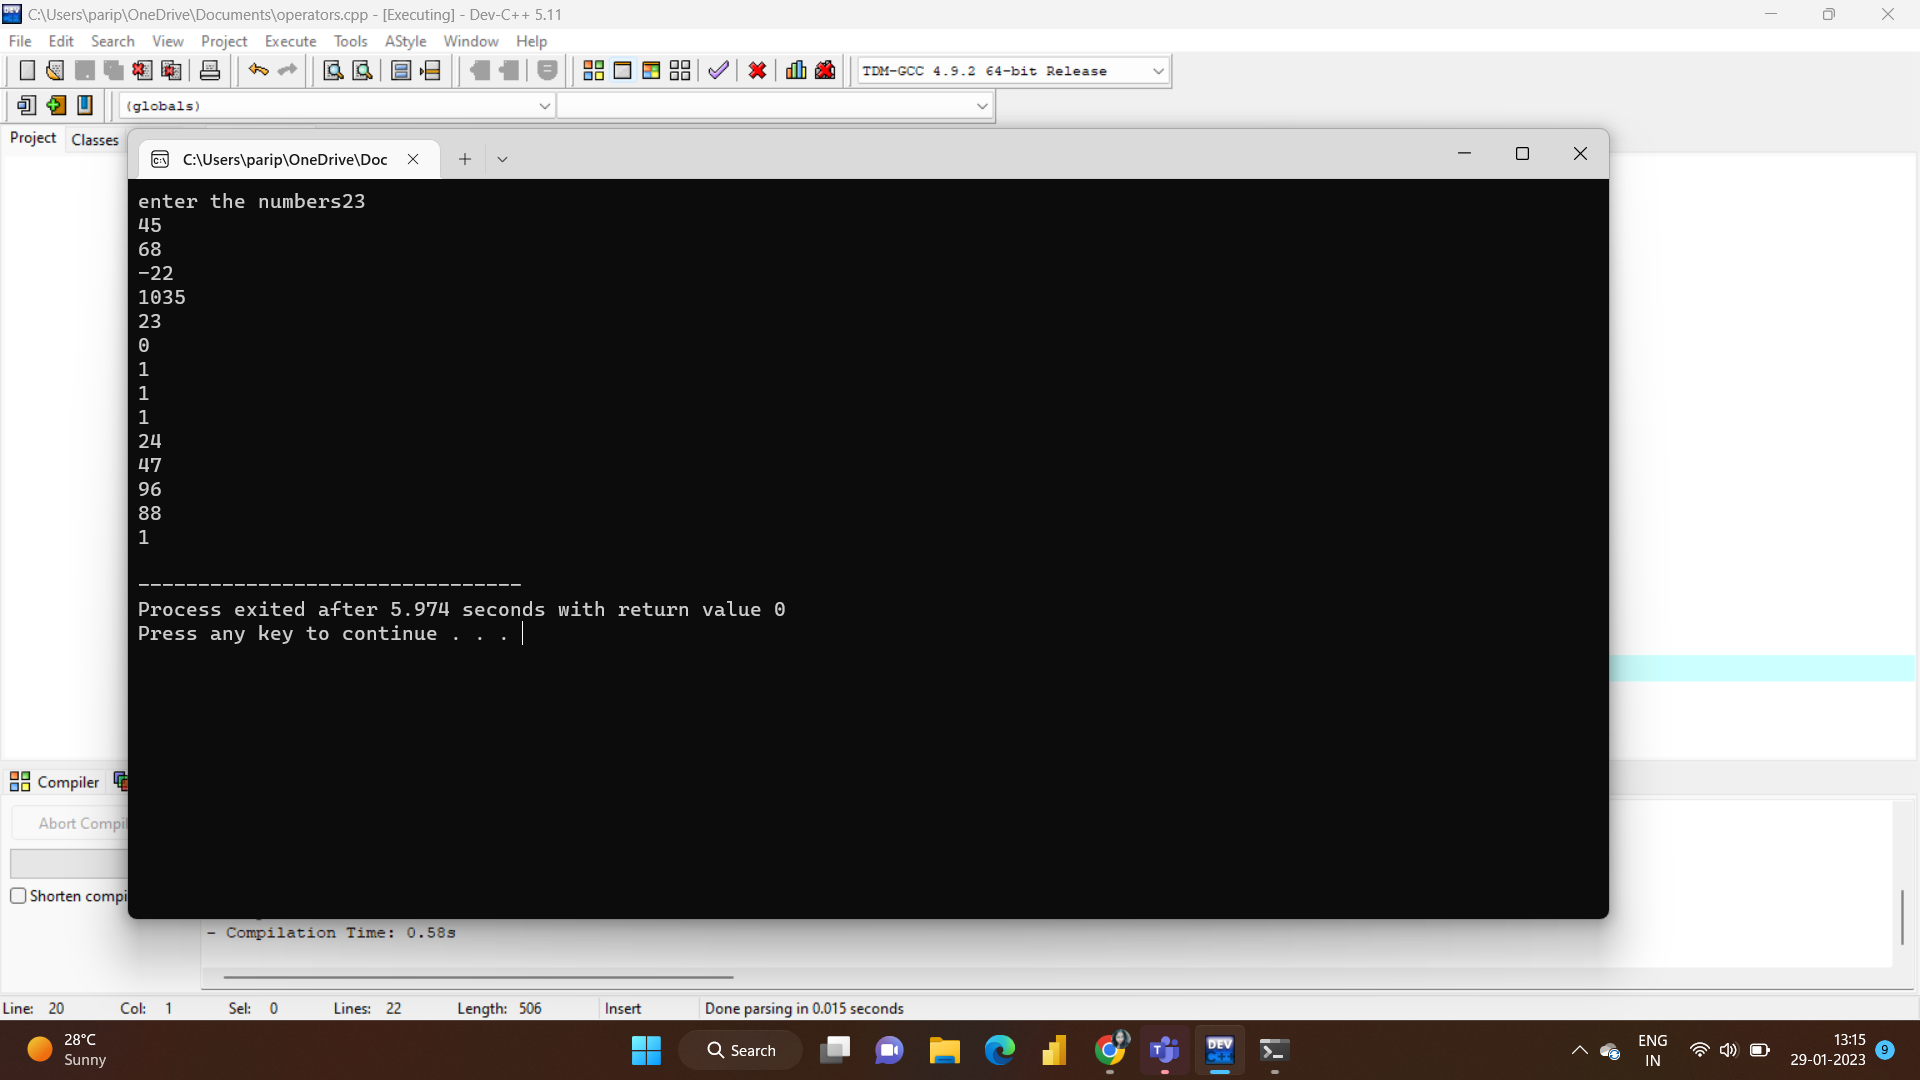 C:\Users\parip\OneDrive\Documents\operators.cpp - [Executing] - Dev-C++ 5.11
File Edit Search View Project Execute Tools AStyle Window Help
TDM-GCC 4.9.2 64-bit Release
(globals)
Project Classes
C:\Users\parip\OneDrive\Doc
enter the numbers23
45
68
-22
1035
23
0
1
1
1
24
47
96
88
1
--------------------------------
Process exited after 5.974 seconds with return value 0
Press any key to continue . . .
Compiler
Abort Compil
Shorten compi
- Compilation Time: 0.58s
Line: 20 Col: 1 Sel: 0 Lines: 22 Length: 506 Insert Done parsing in 0.015 seconds
28°C
Sunny
Search
DEV
C++
ENG
IN
13:15
29-01-2023
9